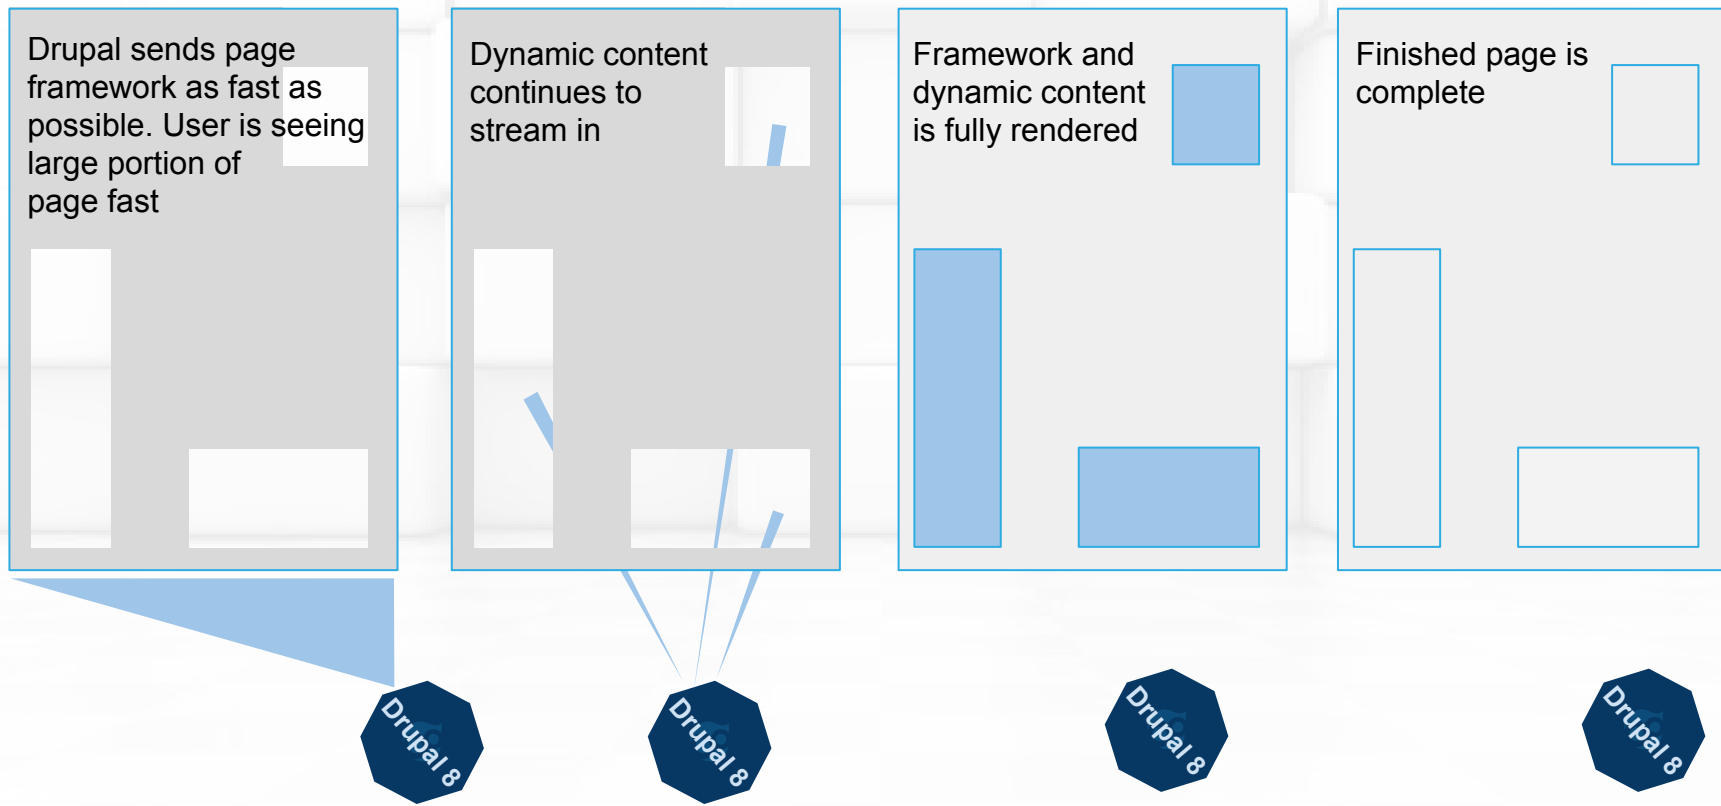 Drupal sends page
framework as fast as
possible. User is seeing
large portion of
page fast
Dynamic content
continues to
stream in
Framework and
dynamic content
is fully rendered
Finished page is
complete
Drupal 8
Drupal 8
Drupal 8
Drupal 8